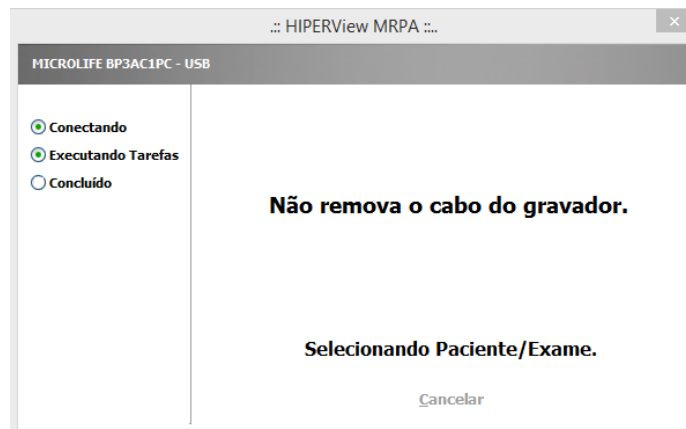 .:: HIPERView MRPA ::..
MICROLIFE BP3AC1PC - USB
Conectando
Executando Tarefas
Concluído
Não remova o cabo do gravador.
Selecionando Paciente/Exame.
Cancelar